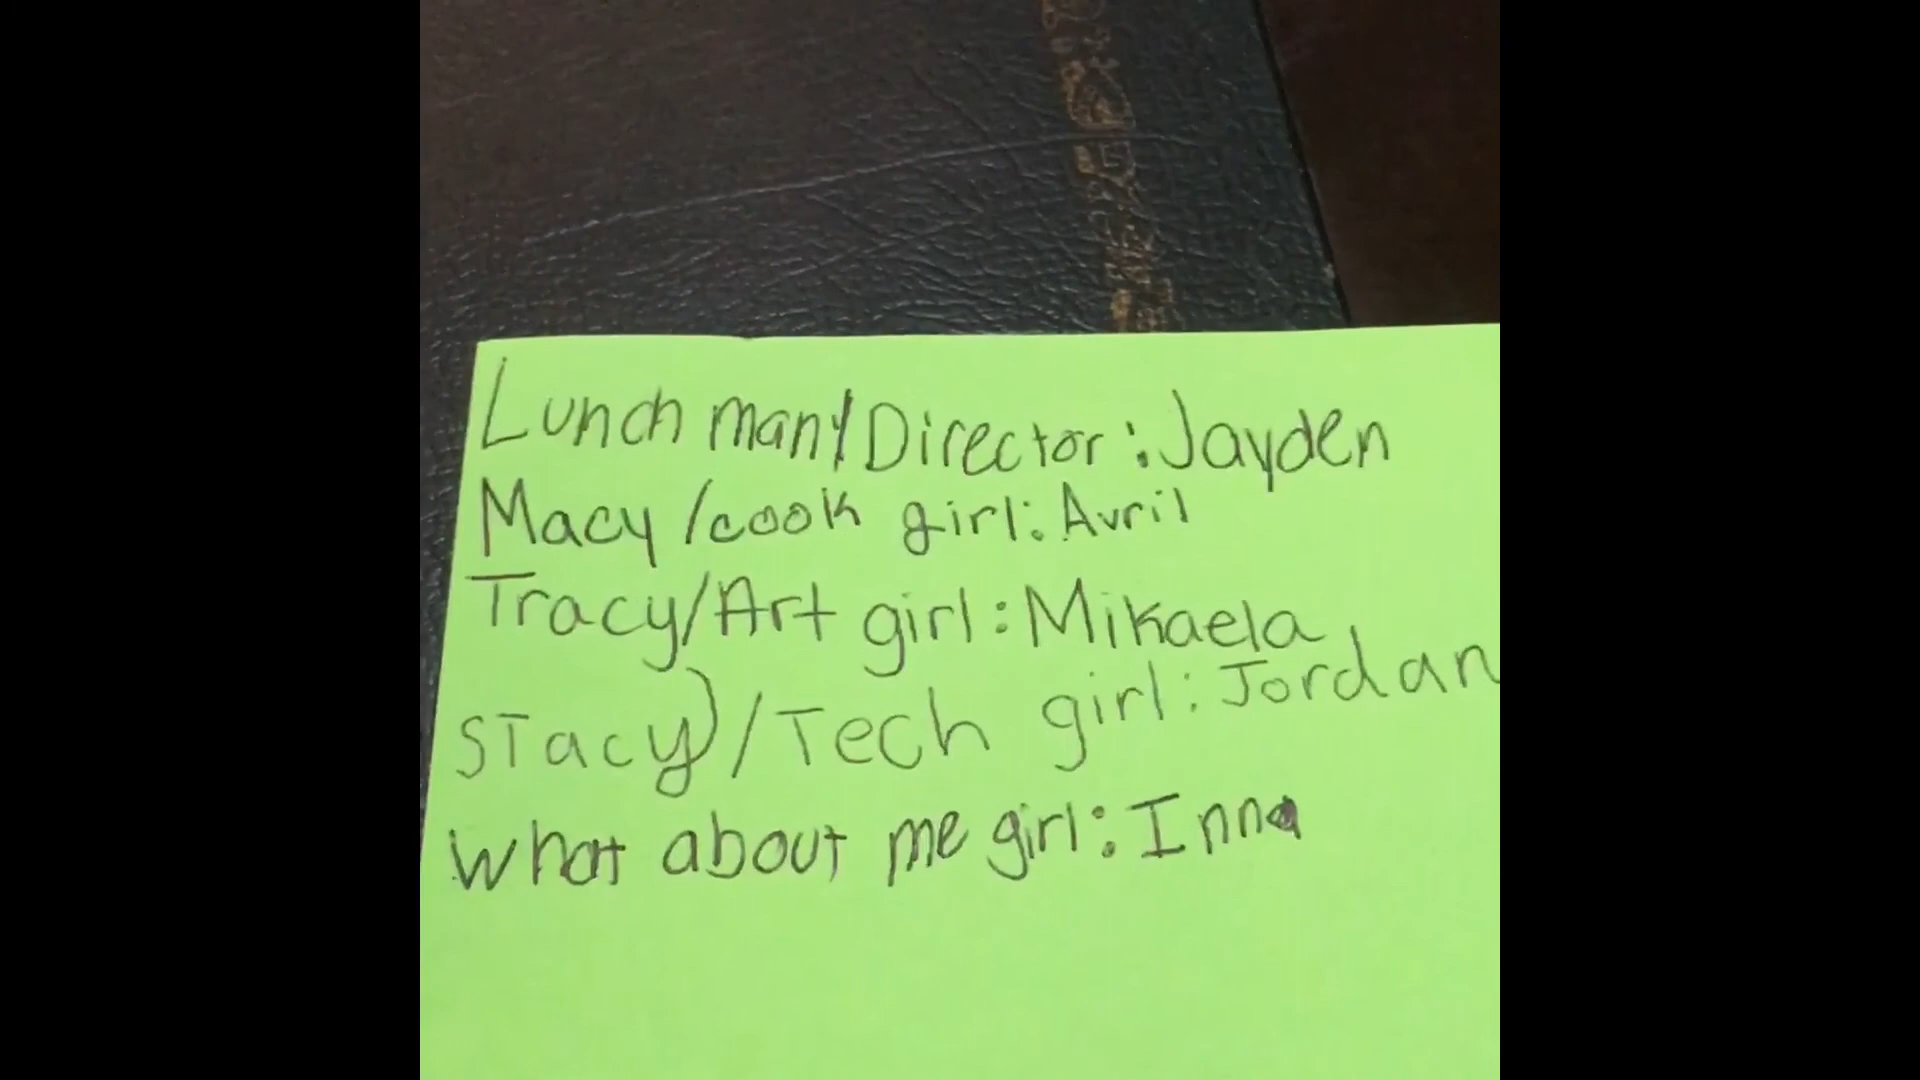 Lunch man/Director:Jayden
Macy/cook girl:Avril
Tracy/Art girl:Mikaela
STacy/Tech girl:Jordan
What about me girl:Inna